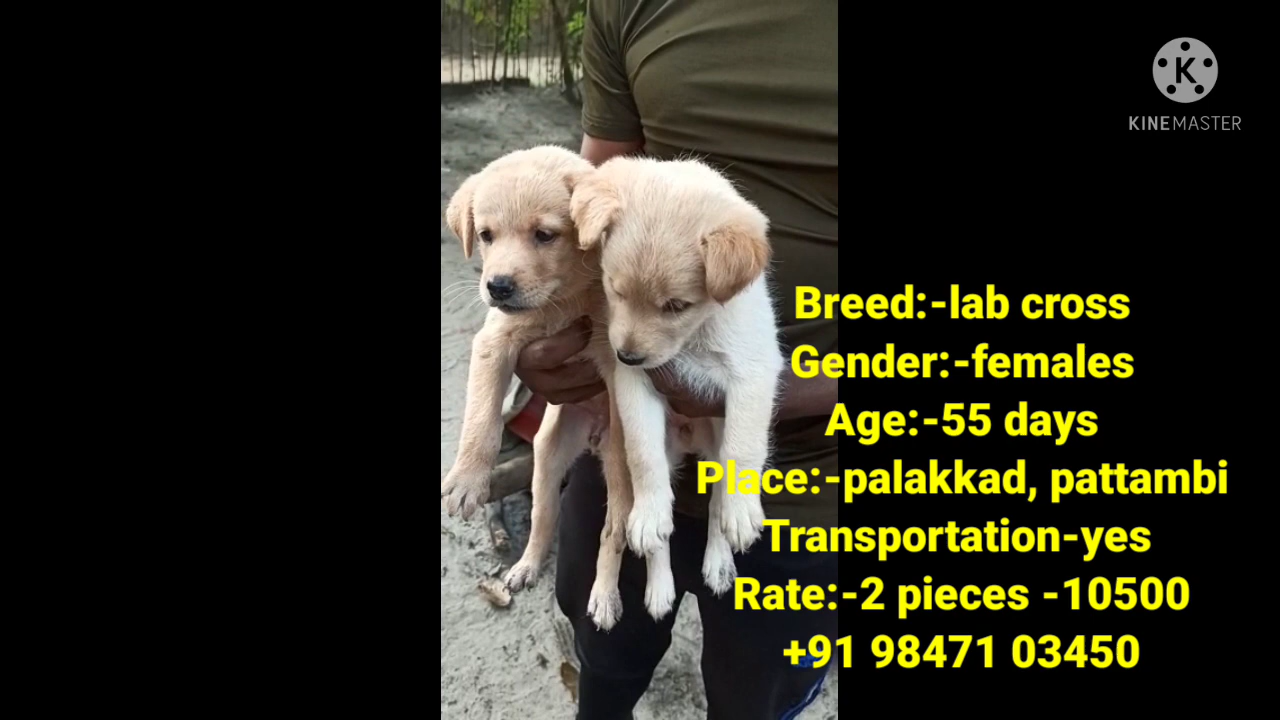 K
KINEMASTER
Breed:-lab cross
Gender:-females
Age:-55 days
Place:-palakkad, pattambi
Transportation-yes
Rate:-2 pieces -10500
+91 98471 03450